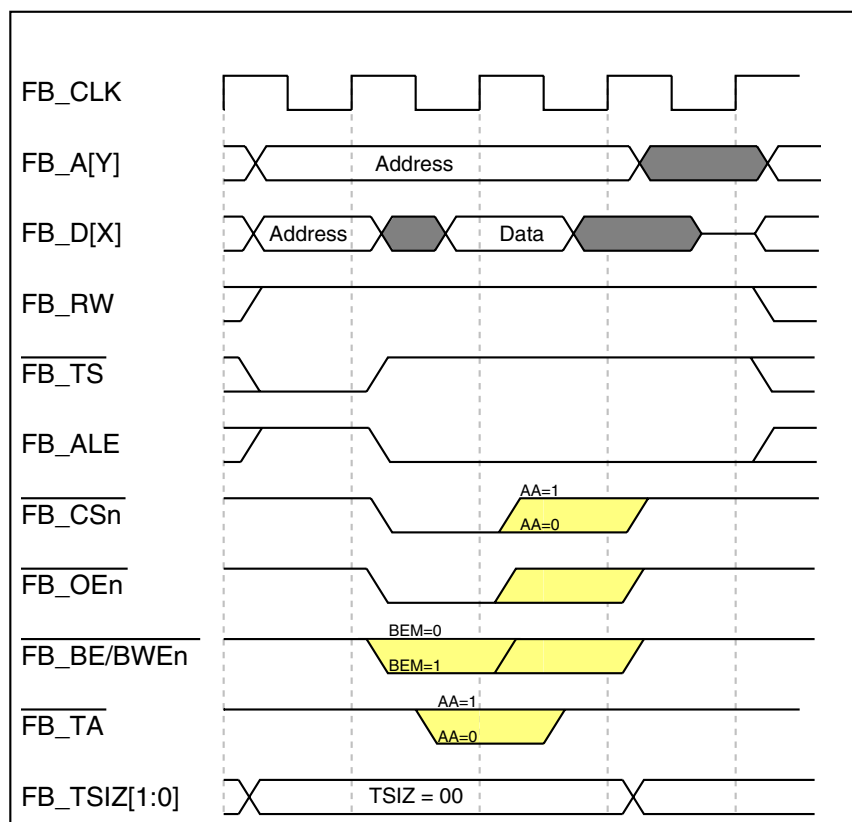 FB_CLK
FB_A[Y] Address
FB_D[X] Address Data
FB_RW
FB_TS
FB_ALE
FB_CSn AA=1
AA=0
FB_OEn
FB_BE/BWEn BEM=0
BEM=1
FB_TA AA=1
AA=0
FB_TSIZ[1:0] TSIZ = 00